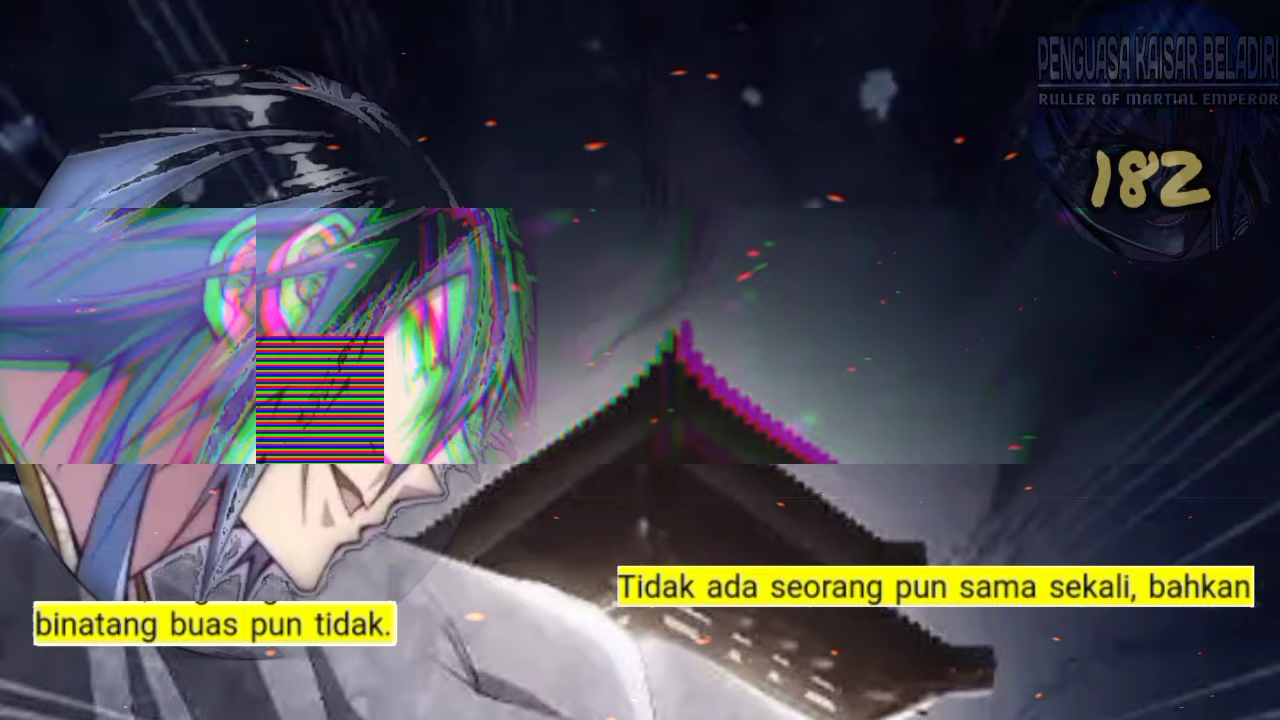 PENGUASA KAISAR BELADIRI
RULLER OF MARTIAL EMPEROR
182
Tidak ada seorang pun sama sekali, bahkan
binatang buas pun tidak.